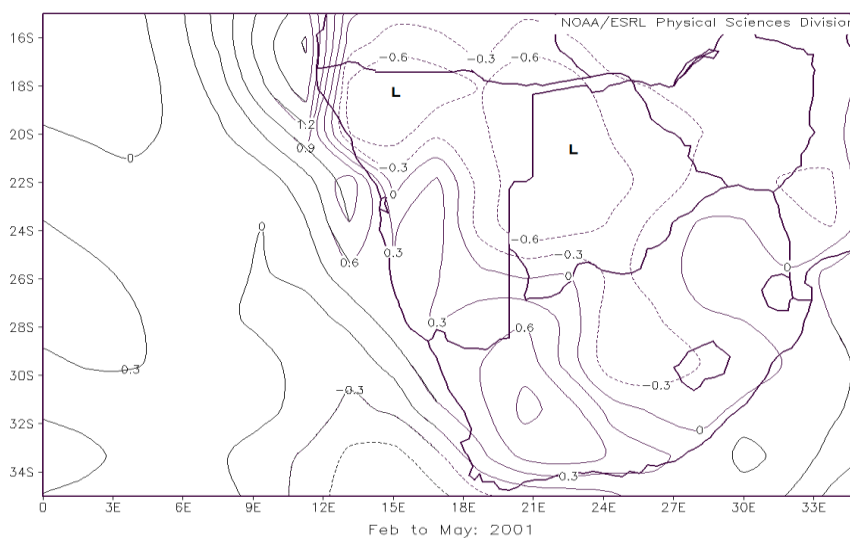 NOAA/ESRL Physical Sciences Division
16S
-0.6
-0.3
-0.6
18S
L
1.2
20S
0.9
L
0
-0.3
22S
0
24S
0
-0.6
0
0.3
0.6
-0.3
0
26S
28S
0.3
0.6
30S
0.3
-0.3
-0.3
32S
0
34S
0.3
0 3E 6E 9E 12E 15E 18E 21E 24E 27E 30E 33E
Feb to May: 2001